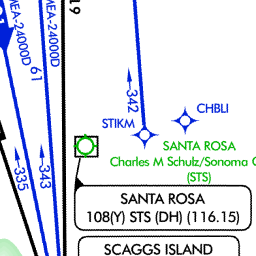 MEA-24000D
MEA-24000D
19
61
342
CHBLI
STIKM
SANTA ROSA
Charles M Schulz/Sonoma C
(STS)
335
343
SANTA ROSA
108(Y) STS (DH) (116.15)
SCAGGS ISLAND